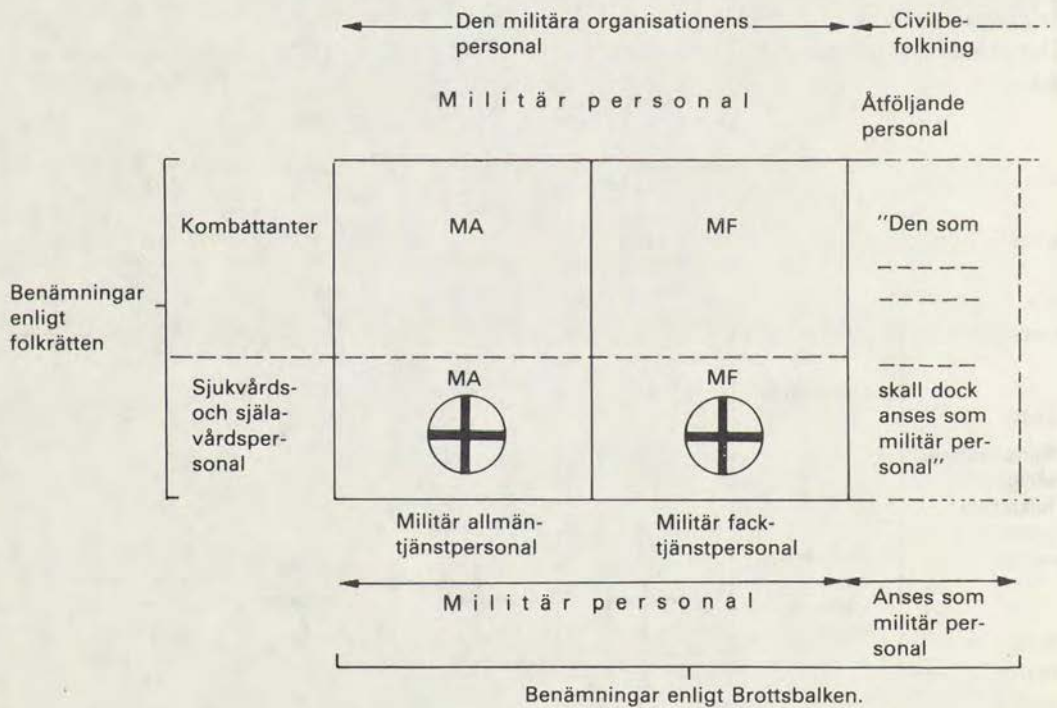 Den militära organisationens
personal
Civilbe-
folkning
Militär personal
Åtföljande
personal
Kombattanter
MA
MF
"Den som
Benämningar
enligt
folkrätten
Sjukvårds-
och själa-
vårdsper-
sonal
MA
MF
skall dock
anses som
militär per-
sonal"
Militär allmän-
tjänstpersonal
Militär fack-
tjänstpersonal
Militär personal
Anses som
militär per-
sonal
Benämningar enligt Brottsbalken.